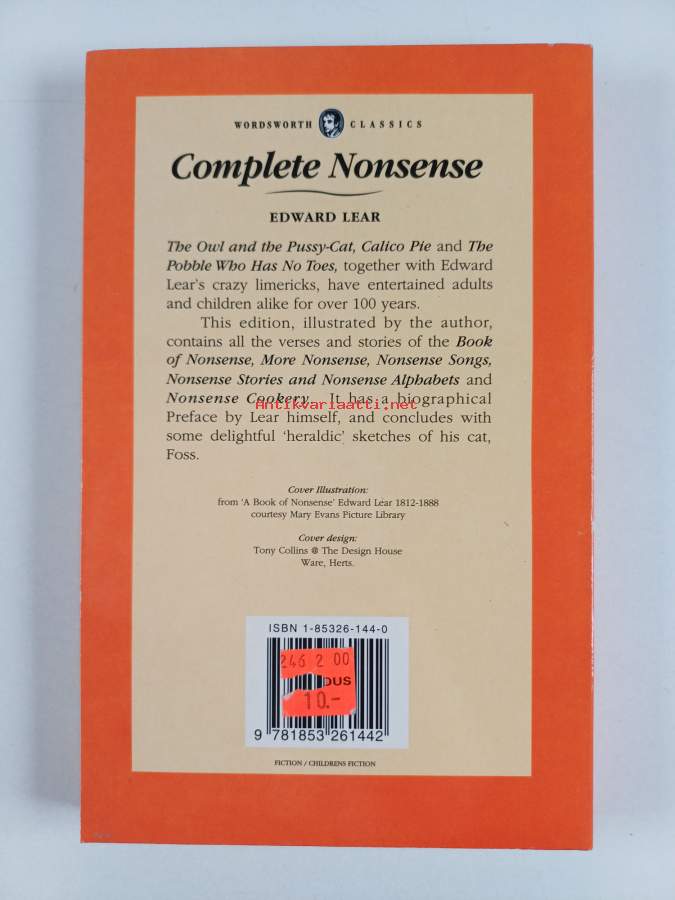 WORDSWORTH CLASSICS
Complete Nonsense
EDWARD LEAR
The Owl and the Pussy-Cat, Calico Pie and The
Pobble Who Has No Toes, together with Edward
Lear's crazy limericks, have entertained adults
and children alike for over 100 years.
This edition, illustrated by the author,
contains all the verses and stories of the Book
of Nonsense, More Nonsense, Nonsense Songs,
Nonsense Stories and Nonsense Alphabets and
Nonsense Cookery. It has a biographical
Antikvariaatti.net
Preface by Lear himself, and concludes with
some delightful 'heraldic' sketches of his cat,
Foss.
Cover Illustration:
from 'A Book of Nonsense' Edward Lear 1812-1888
courtesy Mary Evans Picture Library
Cover design:
Tony Collins @ The Design House
Ware, Herts.
ISBN 1-85326-144-0
246 2 00
DUS
10.-
9 781853 261442
FICTION / CHILDRENS FICTION